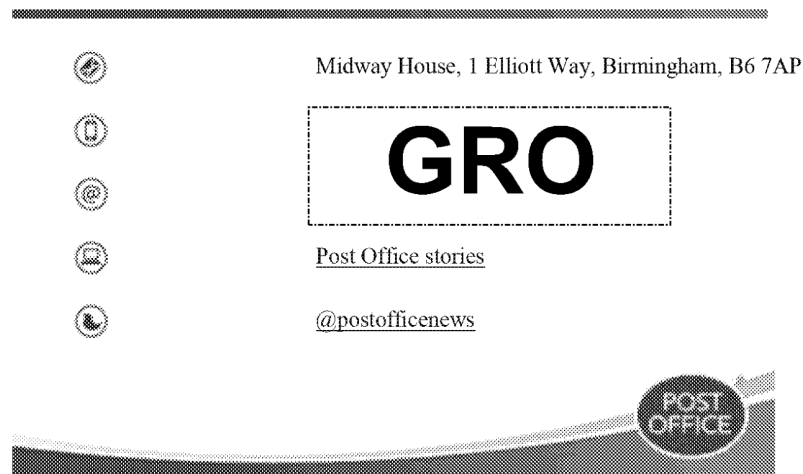 Midway House, 1 Elliott Way, Birmingham, B6 7AP
GRO
Post Office stories
@postofficenews
POST
OFFICE